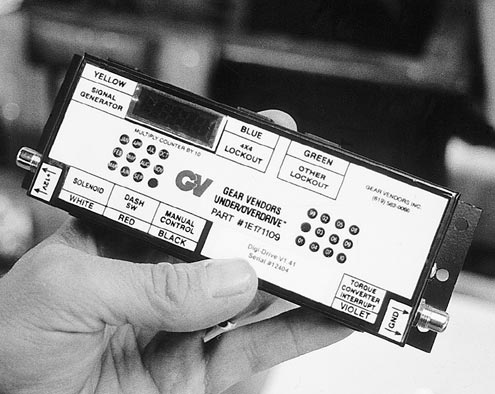 YELLOW
SIGNAL
GENERATOR
MULTIPLY COUNTER BY 10
BLUE
4X4
LOCKOUT
GREEN
OTHER
LOCKOUT
GEAR VENDORS INC.
GV
GEAR VENDORS
UNDER/OVERDRIVE™
PART #1E171109
Digi-Drive V1.41
Serial #12404
SOLENOID
WHITE
DASH
SW
RED
MANUAL
CONTROL
BLACK
TORQUE
CONVERTER
INTERRUPT
VIOLET
GND